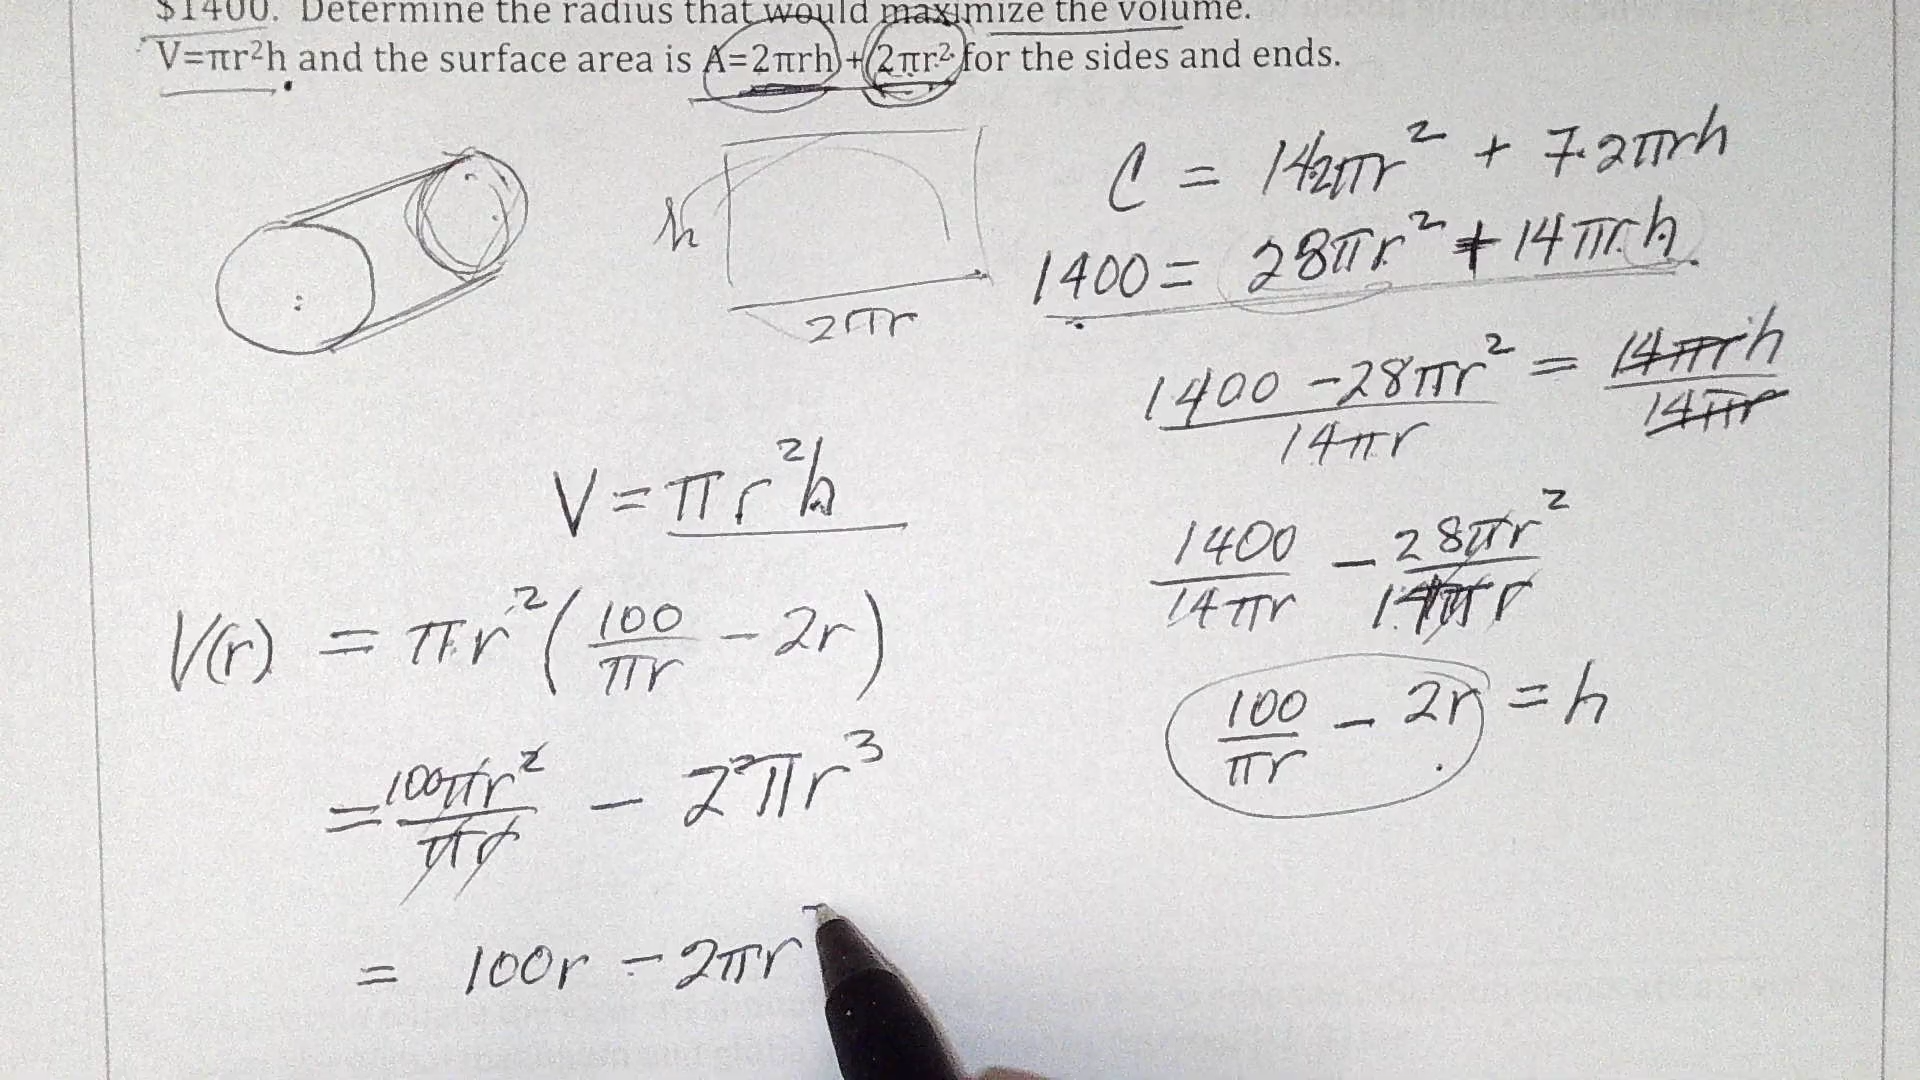 $1400. Determine the radius that would maximize the volume.
V=πr²h and the surface area is A=2πrh+2πr² for the sides and ends.
h
2πr
C = 14·2πr² + 7·2πrh
1400 = 28πr² + 14πrh
1400 - 28πr² = 14πrh
14πr 14πr
1400 - 28πr²
14πr 14πr
100 - 2r = h
πr
V = πr²h
V(r) = πr² (100/πr - 2r)
= 100πr² - 2πr³
πr
= 100r - 2πr